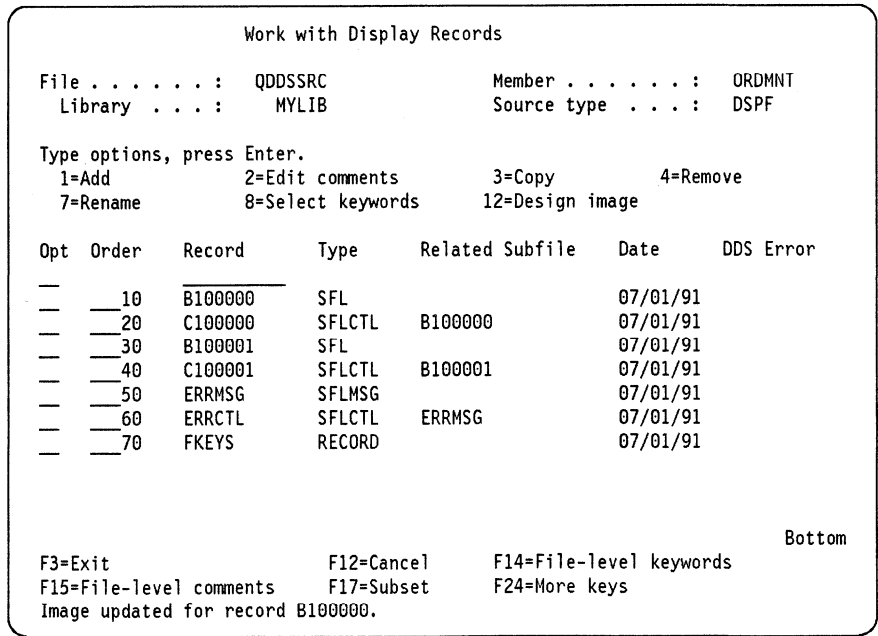 Work with Display Records
File . . . . . . :   QDDSSRC          Member . . . . . . :   ORDMNT
Library  . . . :   MYLIB          Source type  . . . :   DSPF
Type options, press Enter.
1=Add          2=Edit comments          3=Copy          4=Remove
7=Rename          8=Select keywords          12=Design image
Opt  Order  Record  Type  Related Subfile  Date  DDS Error
10  B100000  SFL  07/01/91
20  C100000  SFLCTL  B100000  07/01/91
30  B100001  SFL  07/01/91
40  C100001  SFLCTL  B100001  07/01/91
50  ERRMSG  SFLMSG  07/01/91
60  ERRCTL  SFLCTL  ERRMSG  07/01/91
70  FKEYS  RECORD  07/01/91
Bottom
F3=Exit          F12=Cancel          F14=File-level keywords
F15=File-level comments          F17=Subset          F24=More keys
Image updated for record B100000.